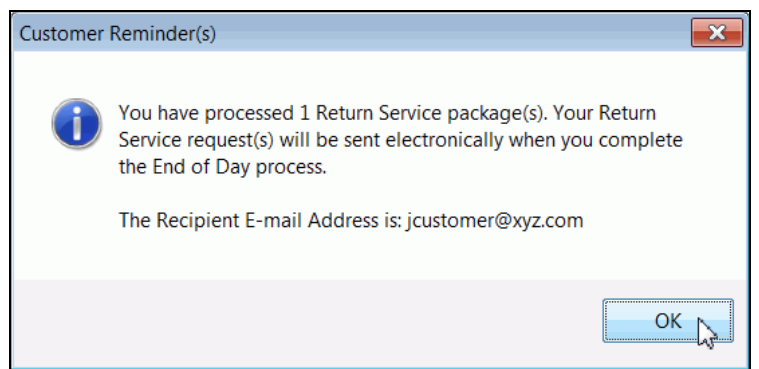 Customer Reminder(s)
You have processed 1 Return Service package(s). Your Return
Service request(s) will be sent electronically when you complete
the End of Day process.
The Recipient E-mail Address is: jcustomer@xyz.com
OK